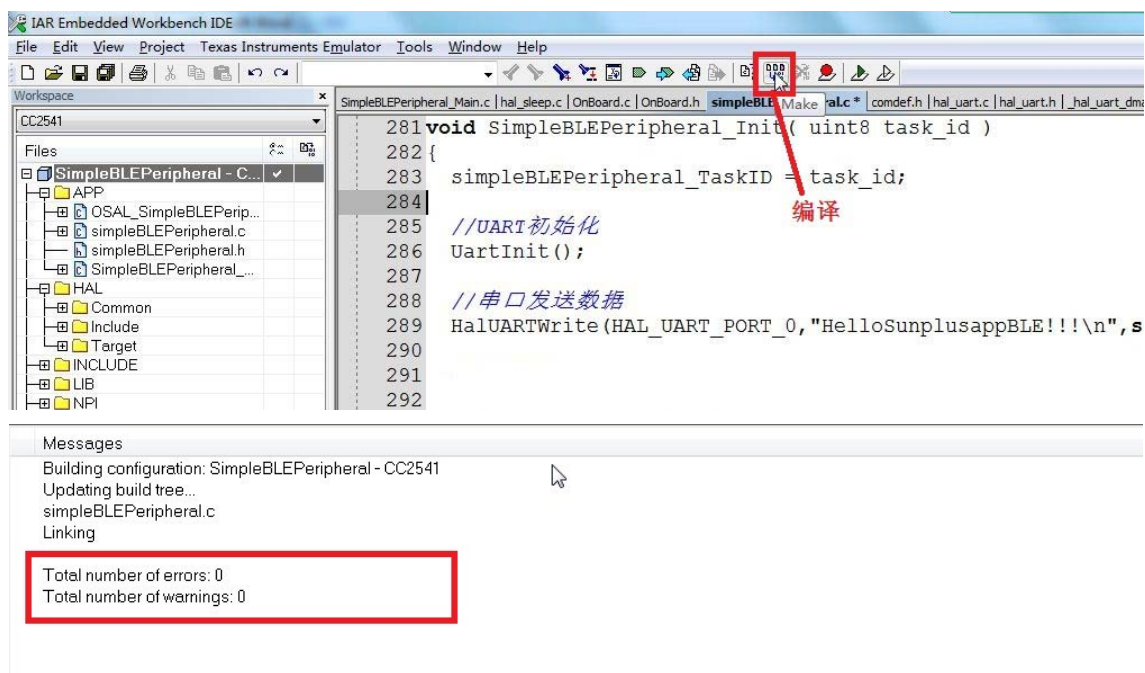 IAR Embedded Workbench IDE
File Edit View Project Texas Instruments Emulator Tools Window Help
Workspace
CC2541
Files
SimpleBLEPeripheral - C...
APP
OSAL_SimpleBLEPerip...
simpleBLEPeripheral.c
simpleBLEPeripheral.h
SimpleBLEPeripheral_...
HAL
Common
Include
Target
INCLUDE
LIB
NPI
SimpleBLEPeripheral_Main.c | hal_sleep.c | OnBoard.c | OnBoard.h simpleBLE Make ral.c * comdef.h | hal_uart.c | hal_uart.h | _hal_uart_dma
281 void SimpleBLEPeripheral_Init( uint8 task_id )
282 {
283 simpleBLEPeripheral_TaskID = task_id;
284
编译
285 //UART初始化
286 UartInit();
287
288 //串口发送数据
289 HalUARTWrite(HAL_UART_PORT_0,"HelloSunplusappBLE!!!\n",s
290
291
292
Messages
Building configuration: SimpleBLEPeripheral - CC2541
Updating build tree...
simpleBLEPeripheral.c
Linking
Total number of errors: 0
Total number of warnings: 0